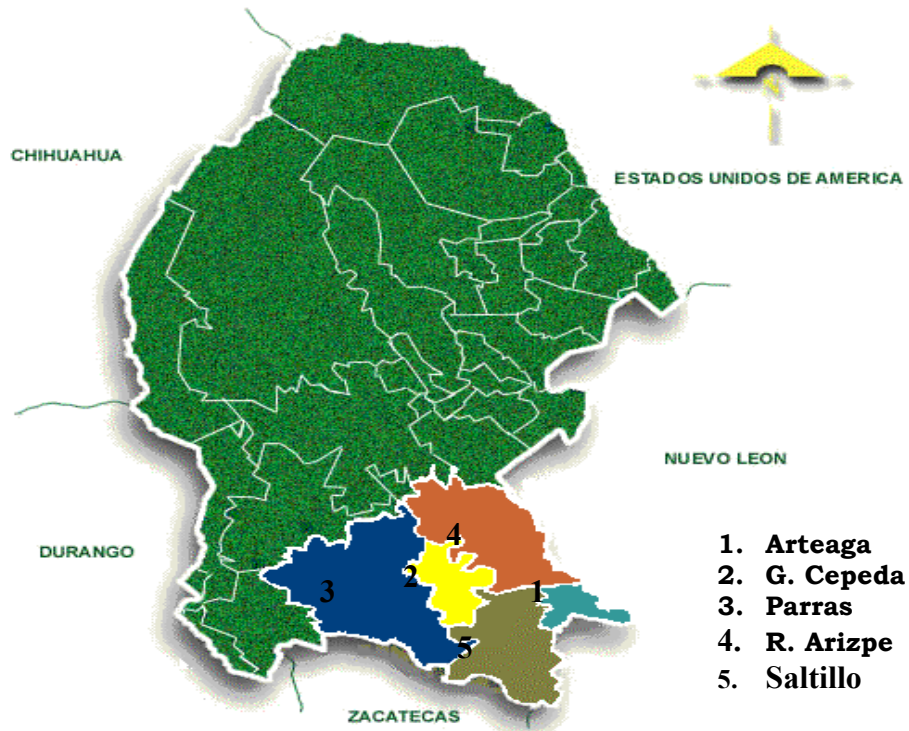 N
CHIHUAHUA
ESTADOS UNIDOS DE AMERICA
NUEVO LEON
DURANGO
ZACATECAS
4
2
3
1
5
1. Arteaga
2. G. Cepeda
3. Parras
4. R. Arizpe
5. Saltillo